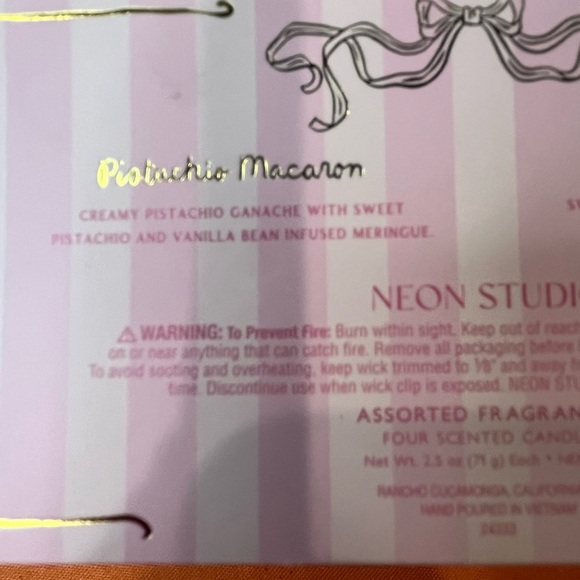 Pistachio Macaron
CREAMY PISTACHIO GANACHE WITH SWEET
PISTACHIO AND VANILLA BEAN INFUSED MERINGUE.
NEON STUDI
⚠ WARNING: To Prevent Fire: Burn within sight. Keep out of reac
on or near anything that can catch fire. Remove all packaging before
To avoid sooting and overheating, keep wick trimmed to 1/8" and away
time. Discontinue use when wick clip is exposed. NEON ST
ASSORTED FRAGRAN
FOUR SCENTED CAND
Net Wt. 2.5 oz (71 g) Each •
RANCHO CUCAMONGA, CALIFORNIA
HAND POURED IN VIETNAM